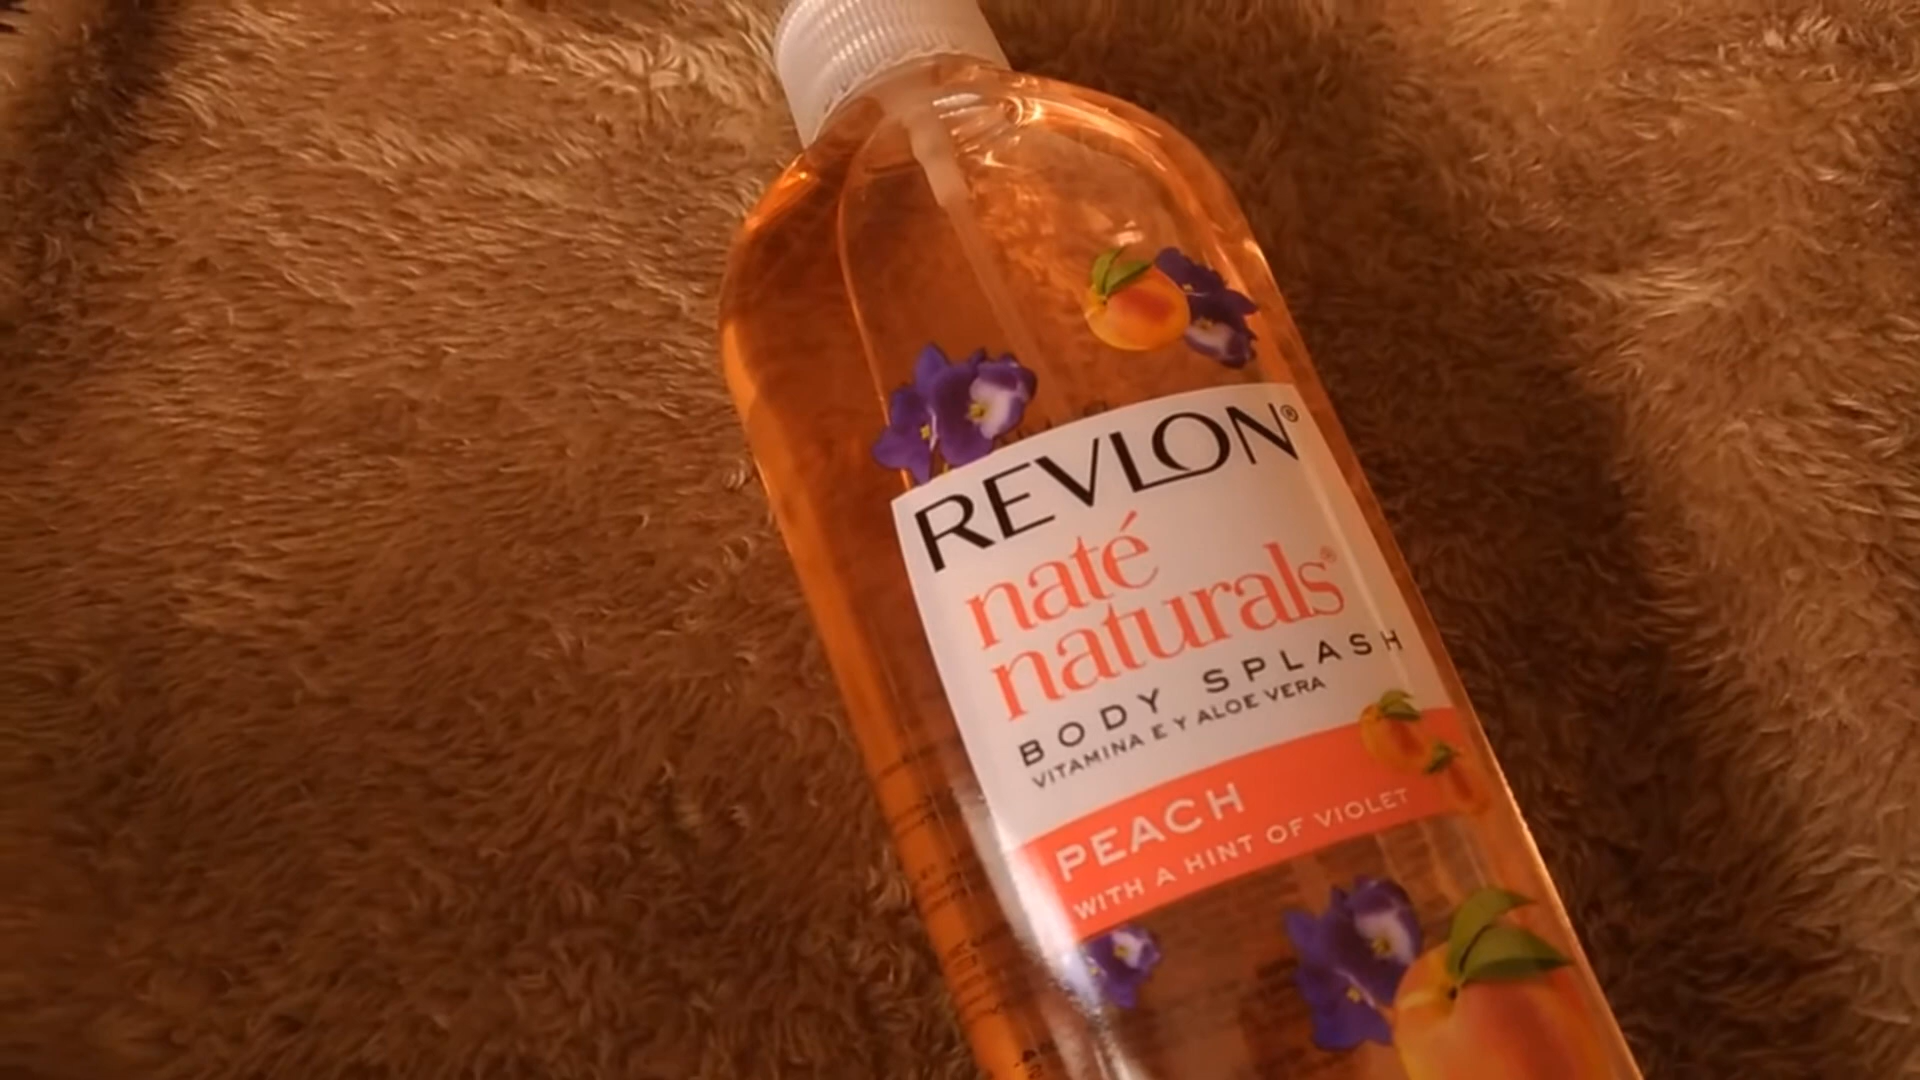 REVLON®
naté
naturals®
BODY SPLASH
VITAMINA E Y ALOE VERA
PEACH
WITH A HINT OF VIOLET